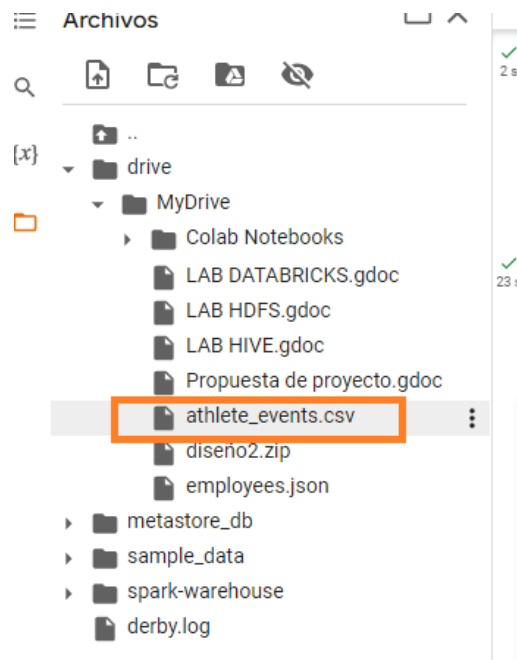 Archivos
2 s
..
{x}
drive
MyDrive
Colab Notebooks
LAB DATABRICKS.gdoc
23 s
LAB HDFS.gdoc
LAB HIVE.gdoc
Propuesta de proyecto.gdoc
athlete_events.csv
diseño2.zip
employees.json
metastore_db
sample_data
spark-warehouse
derby.log